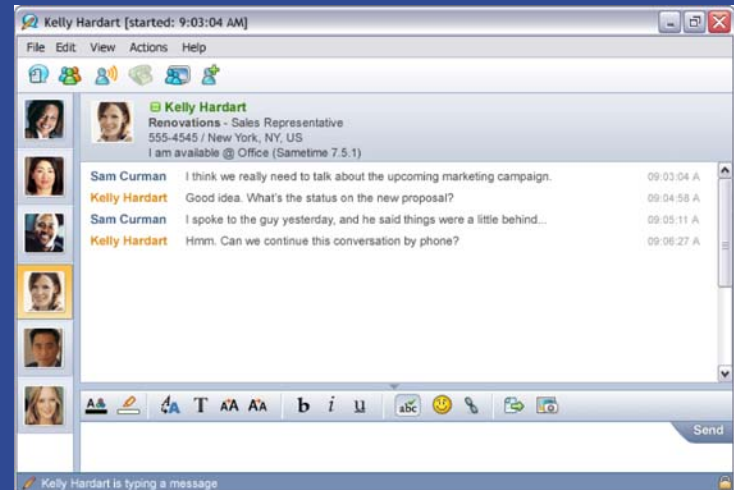 Kelly Hardart [started: 9:03:04 AM]
File Edit View Actions Help
Kelly Hardart
Renovations - Sales Representative
555-4545 / New York, NY, US
I am available @ Office (Sametime 7.5.1)
Sam Curman I think we really need to talk about the upcoming marketing campaign. 09:03:04 A
Kelly Hardart Good idea. What's the status on the new proposal? 09:04:58 A
Sam Curman I spoke to the guy yesterday, and he said things were a little behind... 09:05:11 A
Kelly Hardart Hmm. Can we continue this conversation by phone? 09:06:27 A
A A A T AA AA b i u abc
Send
Kelly Hardart is typing a message